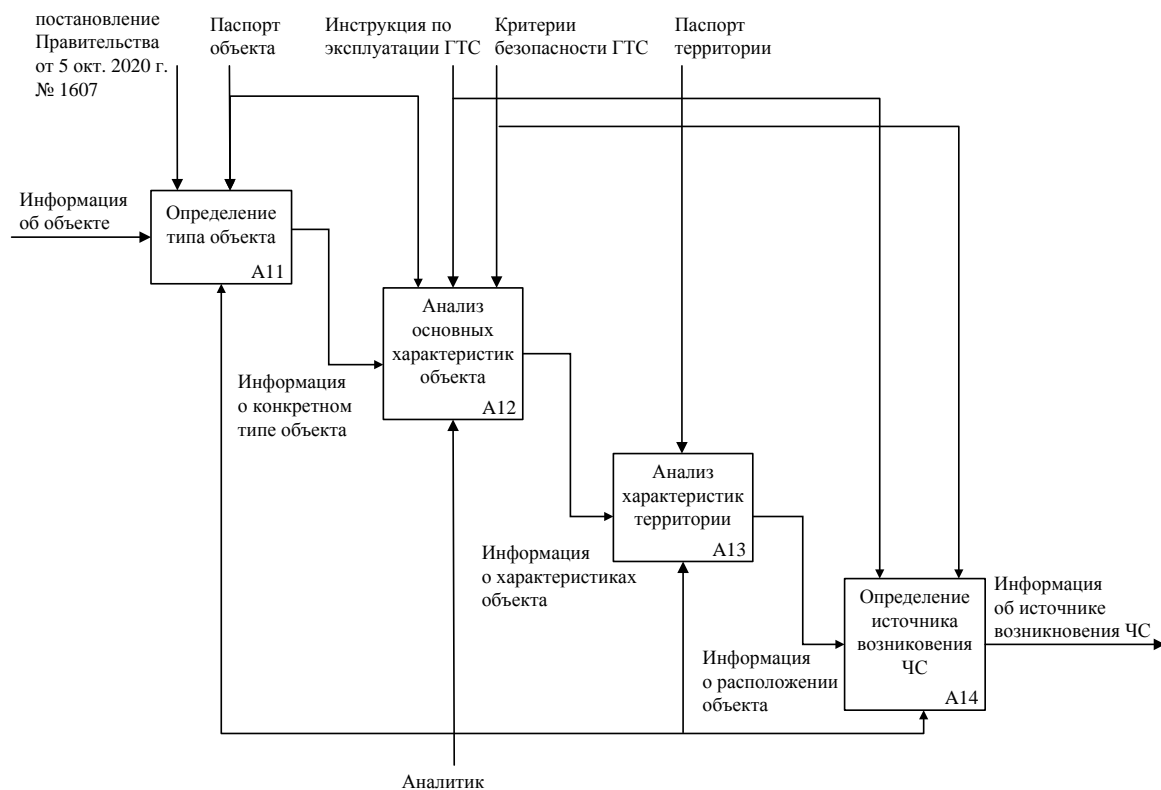 постановление
Правительства
от 5 окт. 2020 г.
№ 1607
Паспорт
объекта
Инструкция по
эксплуатации ГТС
Критерии
безопасности ГТС
Паспорт
территории
Информация
об объекте
Определение
типа объекта
А11
Анализ
основных
характеристик
объекта
А12
Информация
о конкретном
типе объекта
Анализ
характеристик
территории
А13
Информация
о характеристиках
объекта
Определение
источника
возниковения
ЧС
А14
Информация
об источнике
возникновения ЧС
Информация
о расположении
объекта
Аналитик